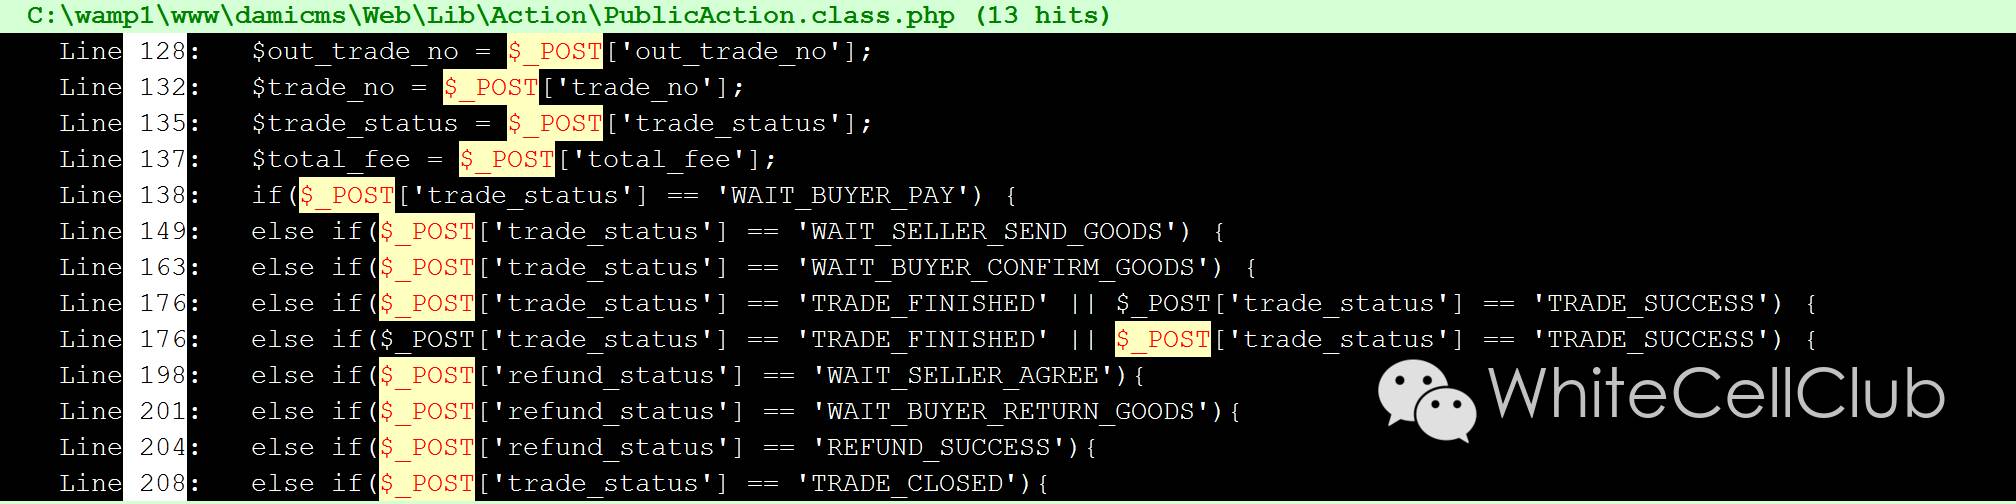 C:\wamp1\www\damicms\Web\Lib\Action\PublicAction.class.php (13 hits)
Line 128: $out_trade_no = $_POST['out_trade_no'];
Line 132: $trade_no = $_POST['trade_no'];
Line 135: $trade_status = $_POST['trade_status'];
Line 137: $total_fee = $_POST['total_fee'];
Line 138: if($_POST['trade_status'] == 'WAIT_BUYER_PAY') {
Line 149: else if($_POST['trade_status'] == 'WAIT_SELLER_SEND_GOODS') {
Line 163: else if($_POST['trade_status'] == 'WAIT_BUYER_CONFIRM_GOODS') {
Line 176: else if($_POST['trade_status'] == 'TRADE_FINISHED' || $_POST['trade_status'] == 'TRADE_SUCCESS') {
Line 176: else if($_POST['trade_status'] == 'TRADE_FINISHED' || $_POST['trade_status'] == 'TRADE_SUCCESS') {
Line 198: else if($_POST['refund_status'] == 'WAIT_SELLER_AGREE'){
Line 201: else if($_POST['refund_status'] == 'WAIT_BUYER_RETURN_GOODS'){
Line 204: else if($_POST['refund_status'] == 'REFUND_SUCCESS'){
Line 208: else if($_POST['trade_status'] == 'TRADE_CLOSED'){
WhiteCellClub